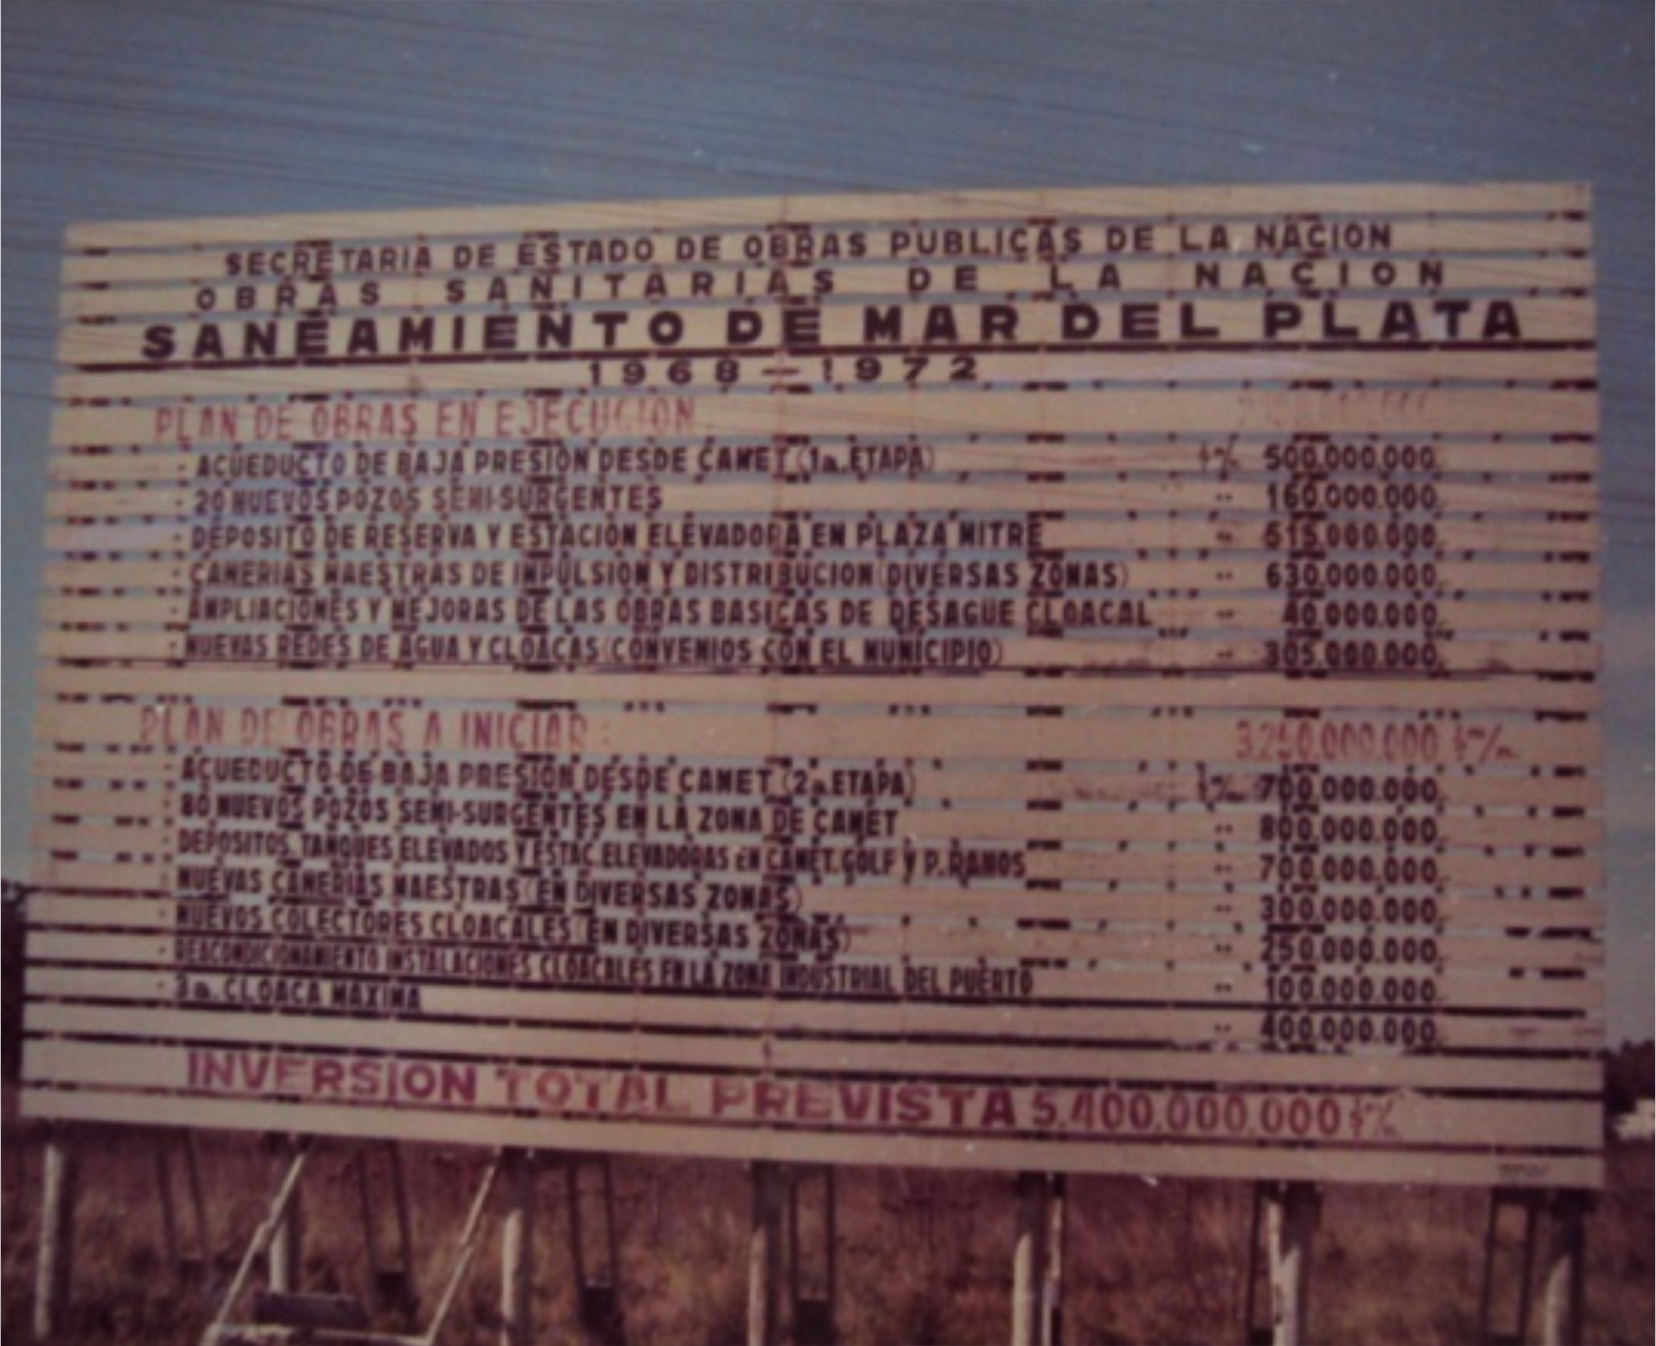 SECRETARIA DE ESTADO DE OBRAS PUBLICAS DE LA NACION
OBRAS SANITARIAS DE LA NACION
SANEAMIENTO DE MAR DEL PLATA
1968-1972
PLAN DE OBRAS EN EJECUCION
· ACUEDUCTO DE BAJA PRESION DESDE CAMET (1a. ETAPA) $ m/n 500.000.000.
· 20 NUEVOS POZOS SEMI-SURGENTES " 160.000.000.
· DEPOSITO DE RESERVA Y ESTACION ELEVADORA EN PLAZA MITRE " 515.000.000.
· CAÑERIAS MAESTRAS DE IMPULSION Y DISTRIBUCION (DIVERSAS ZONAS) " 630.000.000.
· AMPLIACIONES Y MEJORAS DE LAS OBRAS BASICAS DE DESAGÜE CLOACAL " 40.000.000.
· NUEVAS REDES DE AGUA Y CLOACAS (CONVENIOS CON EL MUNICIPIO) " 305.000.000.
PLAN DE OBRAS A INICIAR: 3.250.000.000 $ m/n
· ACUEDUCTO DE BAJA PRESION DESDE CAMET (2a. ETAPA) $ m/n 700.000.000.
· 80 NUEVOS POZOS SEMI-SURGENTES EN LA ZONA DE CAMET " 800.000.000.
· DEPOSITOS, TANQUES ELEVADOS Y ESTAC. ELEVADORAS EN CAMET, GOLF Y P. RAMOS " 700.000.000.
· NUEVAS CAÑERIAS MAESTRAS (EN DIVERSAS ZONAS) " 300.000.000.
· NUEVOS COLECTORES CLOACALES (EN DIVERSAS ZONAS) " 250.000.000.
· REACONDICIONAMIENTO INSTALACIONES CLOACALES EN LA ZONA INDUSTRIAL DEL PUERTO " 100.000.000.
· 3a. CLOACA MAXIMA " 400.000.000.
INVERSION TOTAL PREVISTA 5.400.000.000 $ m/n